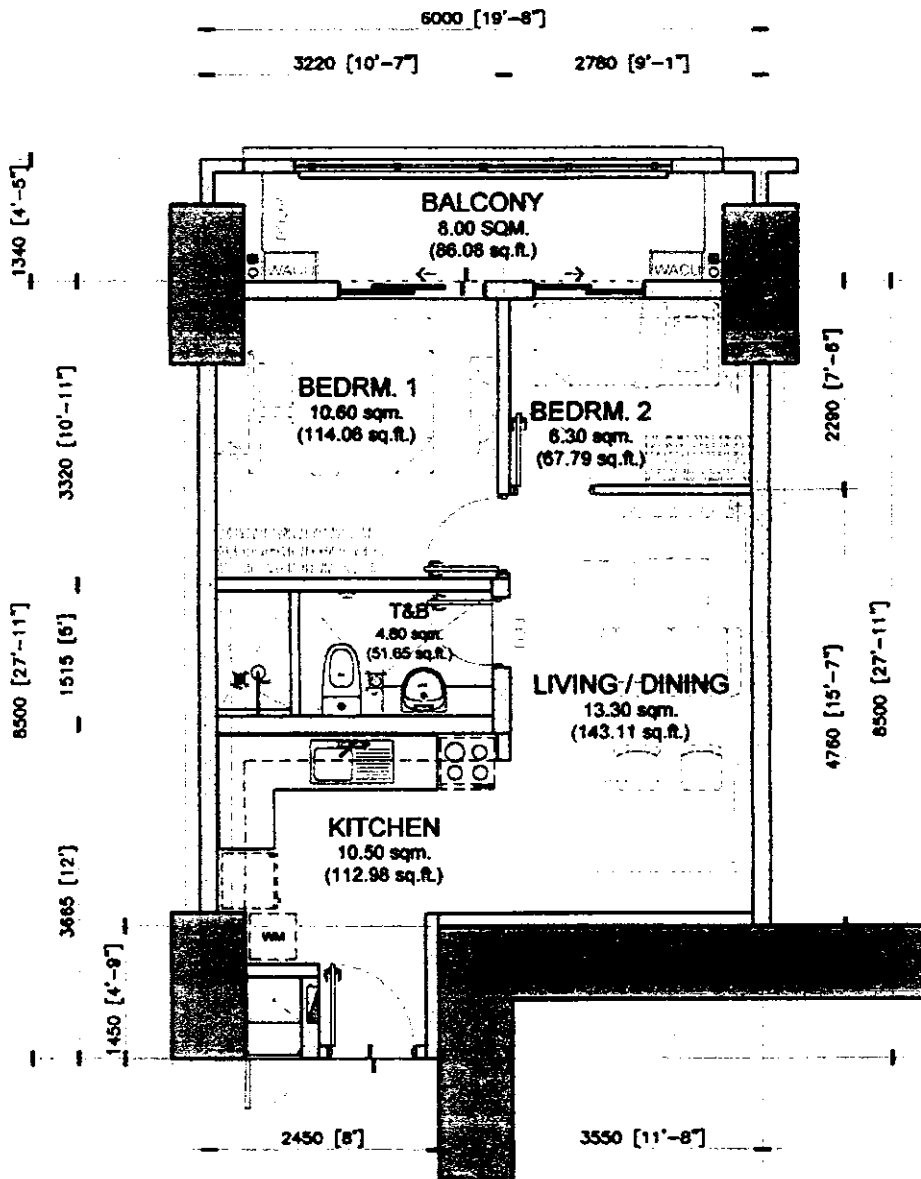 6000 [19'-8"]
3220 [10'-7"]
2780 [9'-1"]
1340 [4'-5"]
BALCONY
8.00 SQM.
(86.08 sq.ft.)
WACU
WACU
3320 [10'-11"]
2290 [7'-6"]
BEDRM. 1
10.60 sqm.
(114.06 sq.ft.)
BEDRM. 2
6.30 sqm.
(67.79 sq.ft.)
8500 [27'-11"]
1515 [5']
T&B
4.80 sqm.
(51.65 sq.ft.)
LIVING / DINING
13.30 sqm.
(143.11 sq.ft.)
4760 [15'-7"]
8500 [27'-11"]
KITCHEN
10.50 sqm.
(112.98 sq.ft.)
3665 [12']
WM
1450 [4'-9"]
2450 [8"]
3550 [11'-8"]